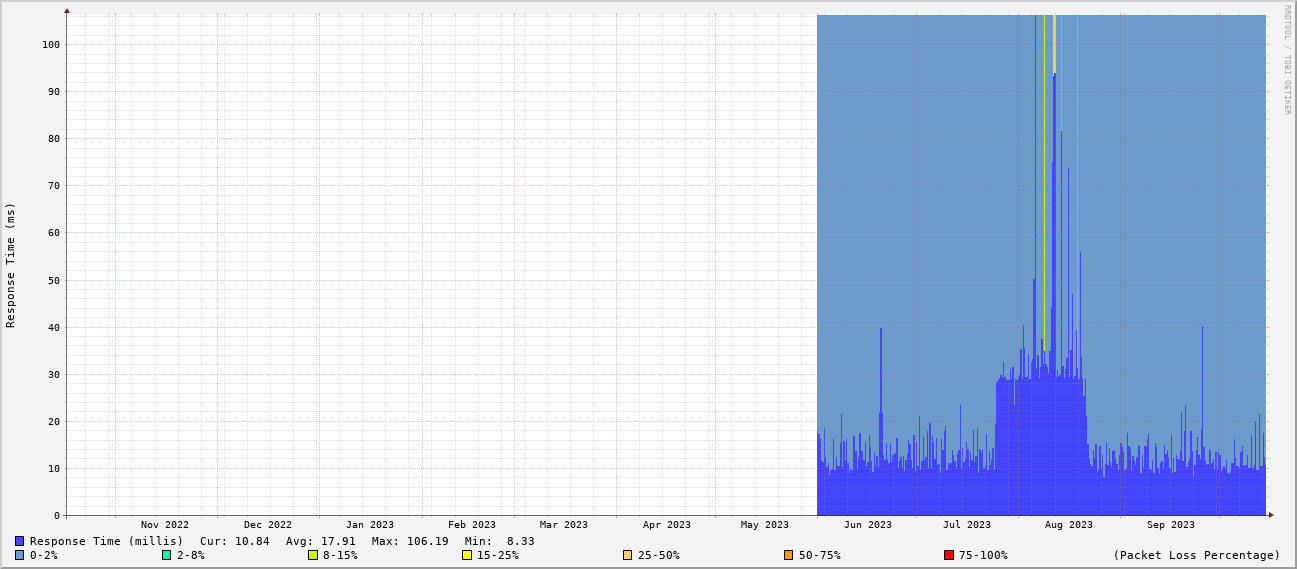 RRDTOOL / TOBI OETIKER
Response Time (ms)
100
90
80
70
60
50
40
30
20
10
0
Nov 2022 Dec 2022 Jan 2023 Feb 2023 Mar 2023 Apr 2023 May 2023 Jun 2023 Jul 2023 Aug 2023 Sep 2023
Response Time (millis) Cur: 10.84 Avg: 17.91 Max: 106.19 Min: 8.33
0-2% 2-8% 8-15% 15-25% 25-50% 50-75% 75-100% (Packet Loss Percentage)